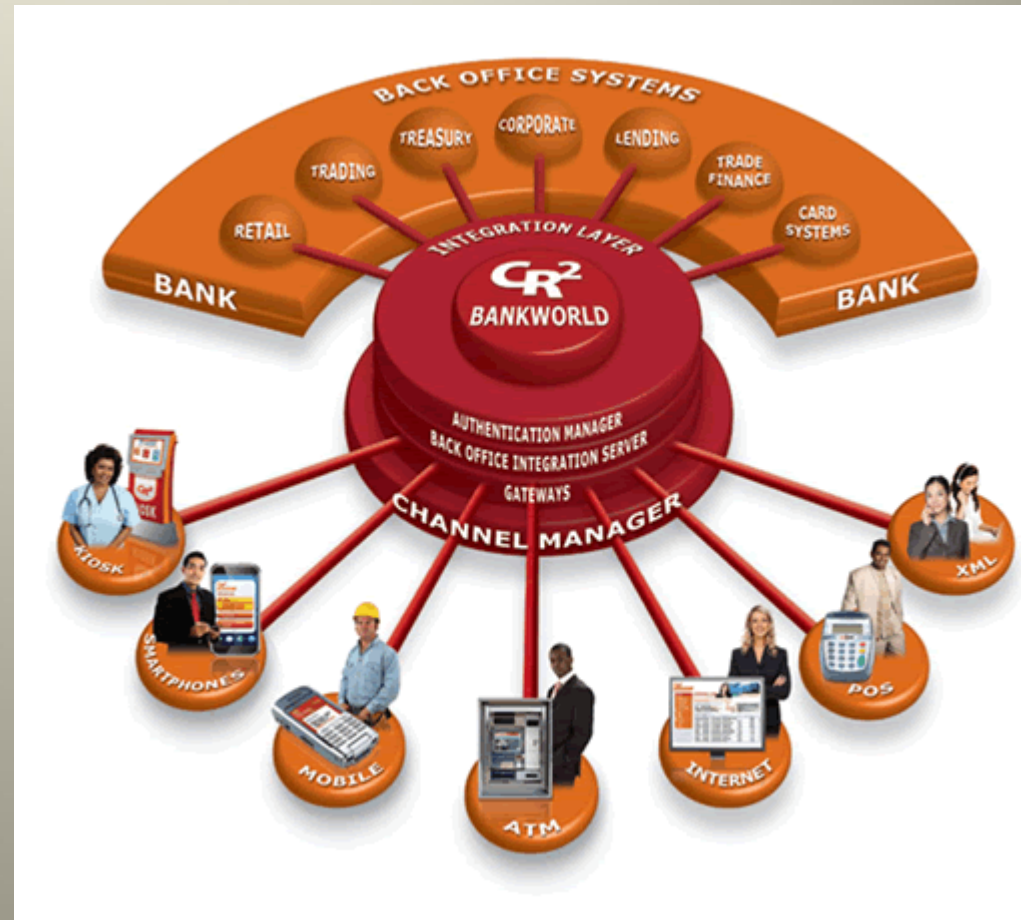 BACK OFFICE SYSTEMS
RETAIL
TRADING
TREASURY
CORPORATE
LENDING
TRADE
FINANCE
CARD
SYSTEMS
BANK
BANK
INTEGRATION LAYER
CR2
BANKWORLD
AUTHENTICATION MANAGER
BACK OFFICE INTEGRATION SERVER
GATEWAYS
CHANNEL MANAGER
KIOSK
SMARTPHONES
MOBILE
ATM
INTERNET
POS
XML